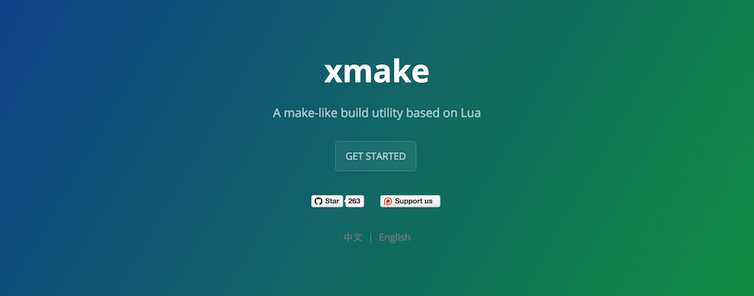 xmake
A make-like build utility based on Lua
GET STARTED
Star 263 Support us
中文 | English